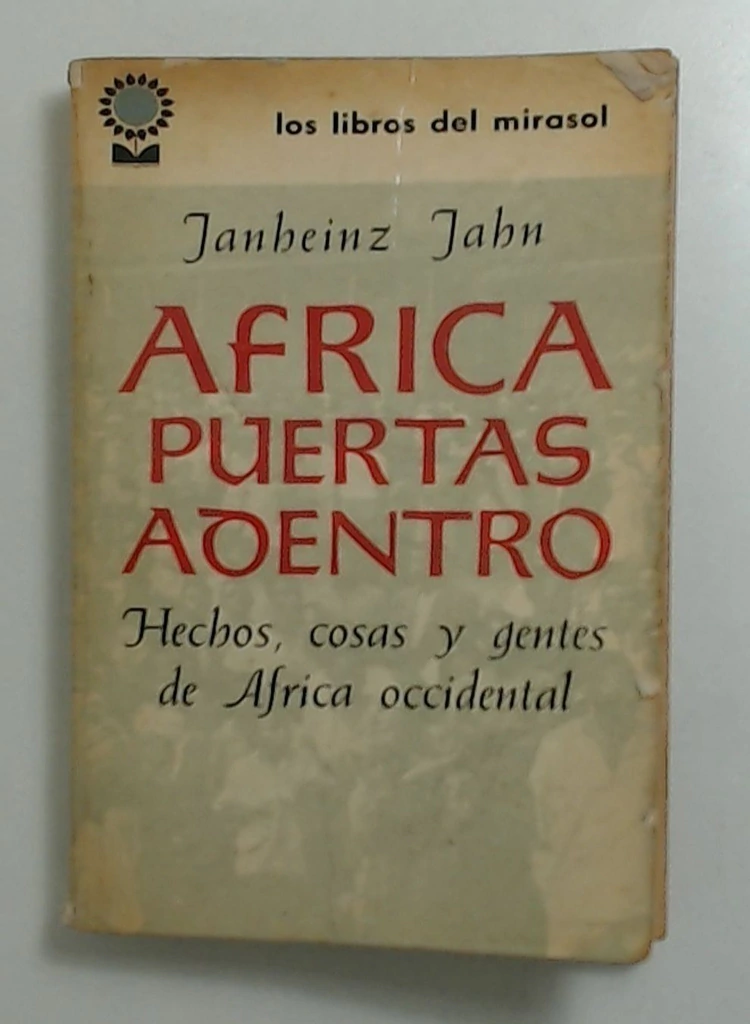 los libros del mirasol
Janheinz Jahn
AFRICA
PUERTAS
ADENTRO
Hechos, cosas y gentes
de Africa occidental